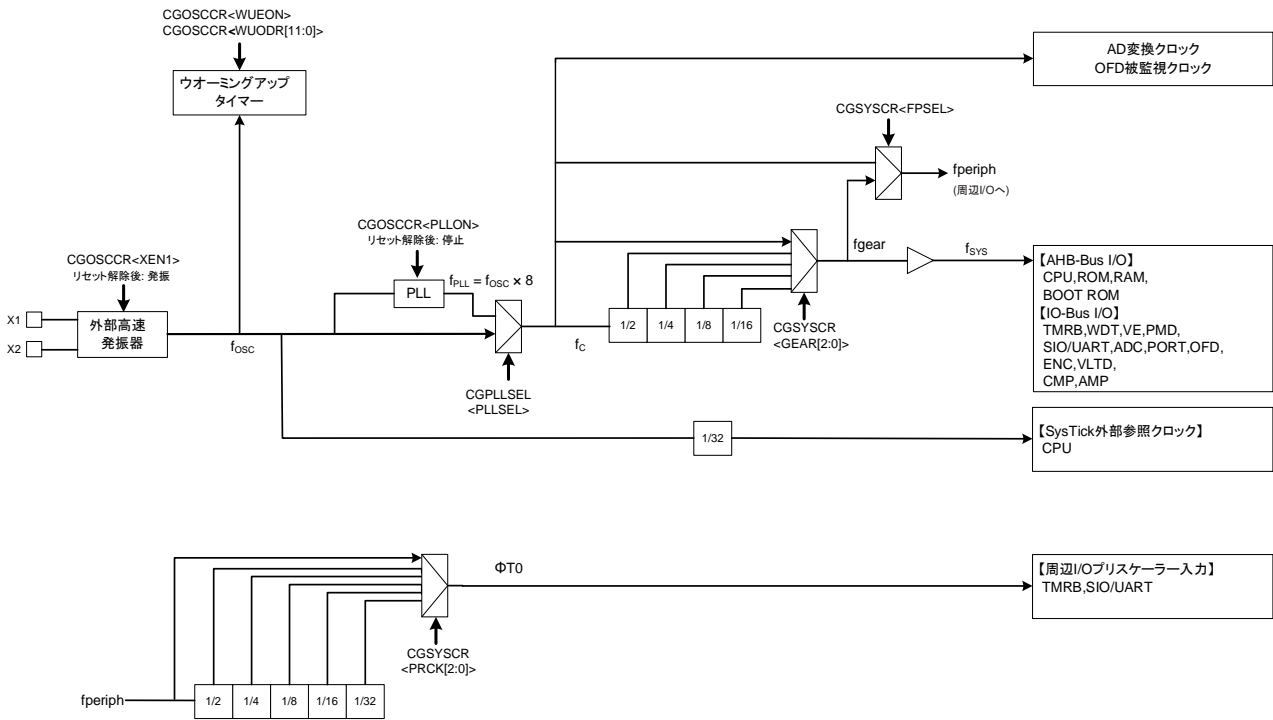 CGOSCCR<WUEON>
CGOSCCR<WUODR[11:0]>
ウオーミングアップ
タイマー
AD変換クロック
OFD被監視クロック
CGSYSCR<FPSEL>
fperiph
(周辺I/Oへ)
CGOSCCR<PLLON>
リセット解除後: 停止
PLL
fPLL = fOSC × 8
CGOSCCR<XEN1>
リセット解除後: 発振
X1
X2
外部高速
発振器
fOSC
CGPLLSEL
<PLLSEL>
fC
1/2
1/4
1/8
1/16
CGSYSCR
<GEAR[2:0]>
fgear
fSYS
【AHB-Bus I/O】
CPU,ROM,RAM,
BOOT ROM
【IO-Bus I/O】
TMRB,WDT,VE,PMD,
SIO/UART,ADC,PORT,OFD,
ENC,VLTD,
CMP,AMP
1/32
【SysTick外部参照クロック】
CPU
ΦT0
【周辺I/Oプリスケーラー入力】
TMRB,SIO/UART
CGSYSCR
<PRCK[2:0]>
fperiph
1/2
1/4
1/8
1/16
1/32